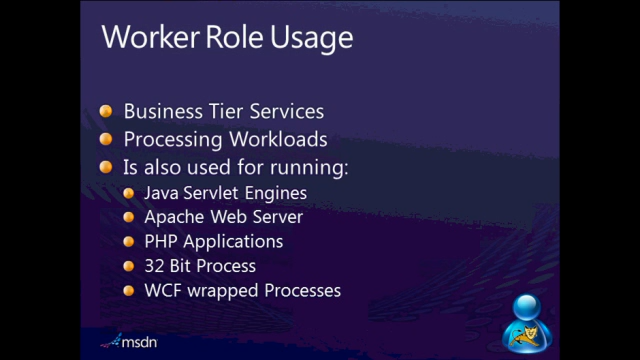 Worker Role Usage
Business Tier Services
Processing Workloads
Is also used for running:
Java Servlet Engines
Apache Web Server
PHP Applications
32 Bit Process
WCF wrapped Processes
msdn